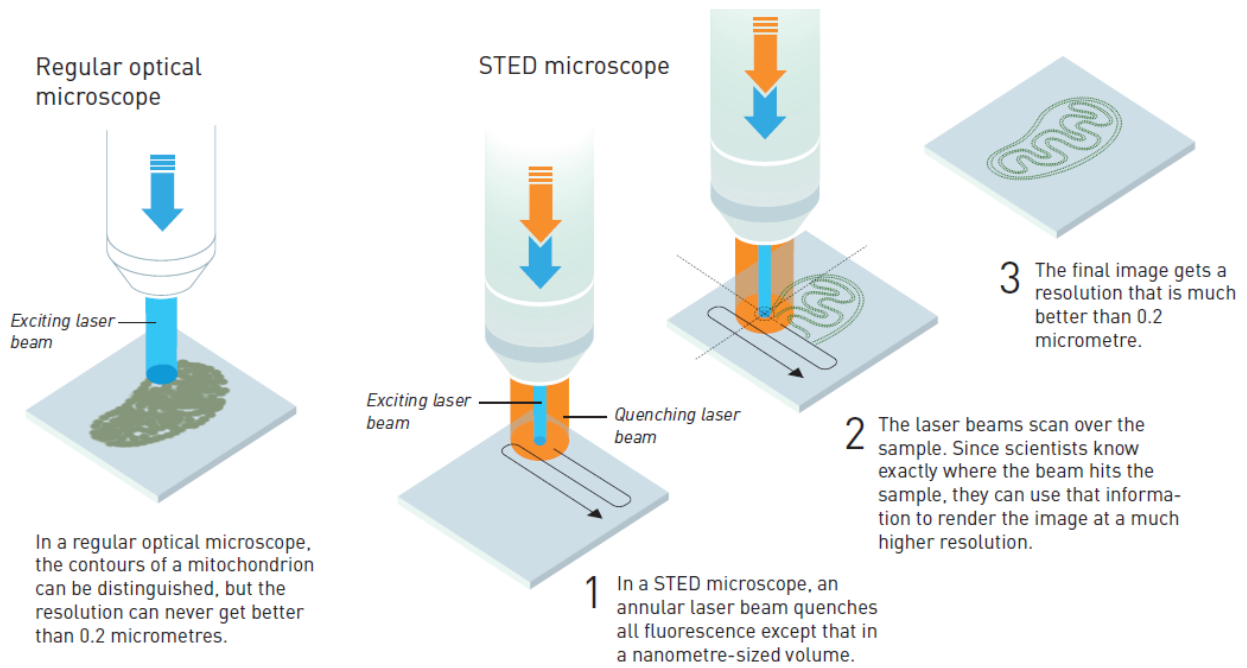 Regular optical
microscope
Exciting laser
beam
In a regular optical microscope,
the contours of a mitochondrion
can be distinguished, but the
resolution can never get better
than 0.2 micrometres.
STED microscope
Exciting laser
beam
Quenching laser
beam
1
In a STED microscope, an
annular laser beam quenches
all fluorescence except that in
a nanometre-sized volume.
2
The laser beams scan over the
sample. Since scientists know
exactly where the beam hits the
sample, they can use that informa-
tion to render the image at a much
higher resolution.
3
The final image gets a
resolution that is much
better than 0.2
micrometre.